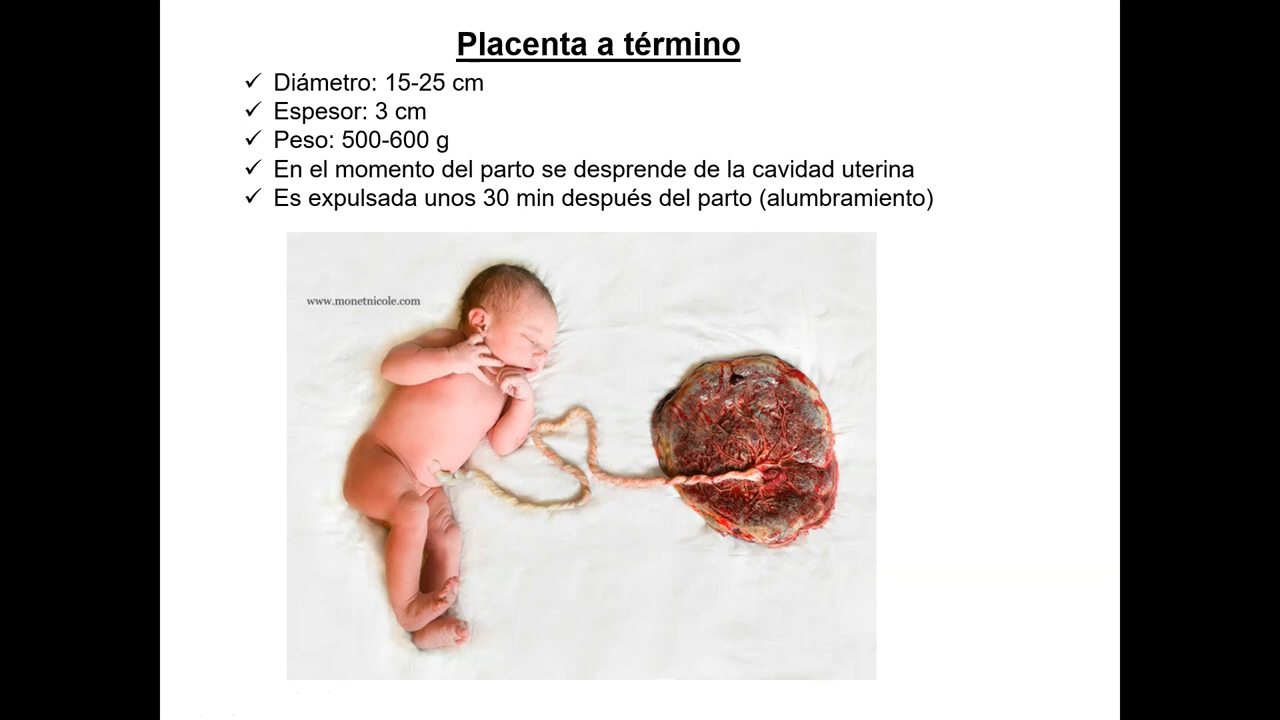 Placenta a término
✓ Diámetro: 15-25 cm
✓ Espesor: 3 cm
✓ Peso: 500-600 g
✓ En el momento del parto se desprende de la cavidad uterina
✓ Es expulsada unos 30 min después del parto (alumbramiento)
www.monetnicole.com